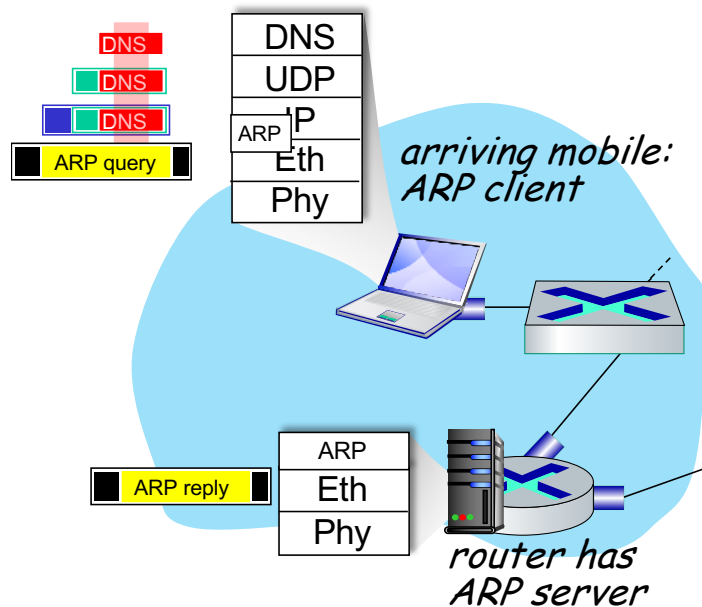 DNS
DNS
DNS
ARP query
DNS
UDP
IP
ARP
Eth
Phy
arriving mobile:
ARP client
ARP
Eth
Phy
ARP reply
router has
ARP server